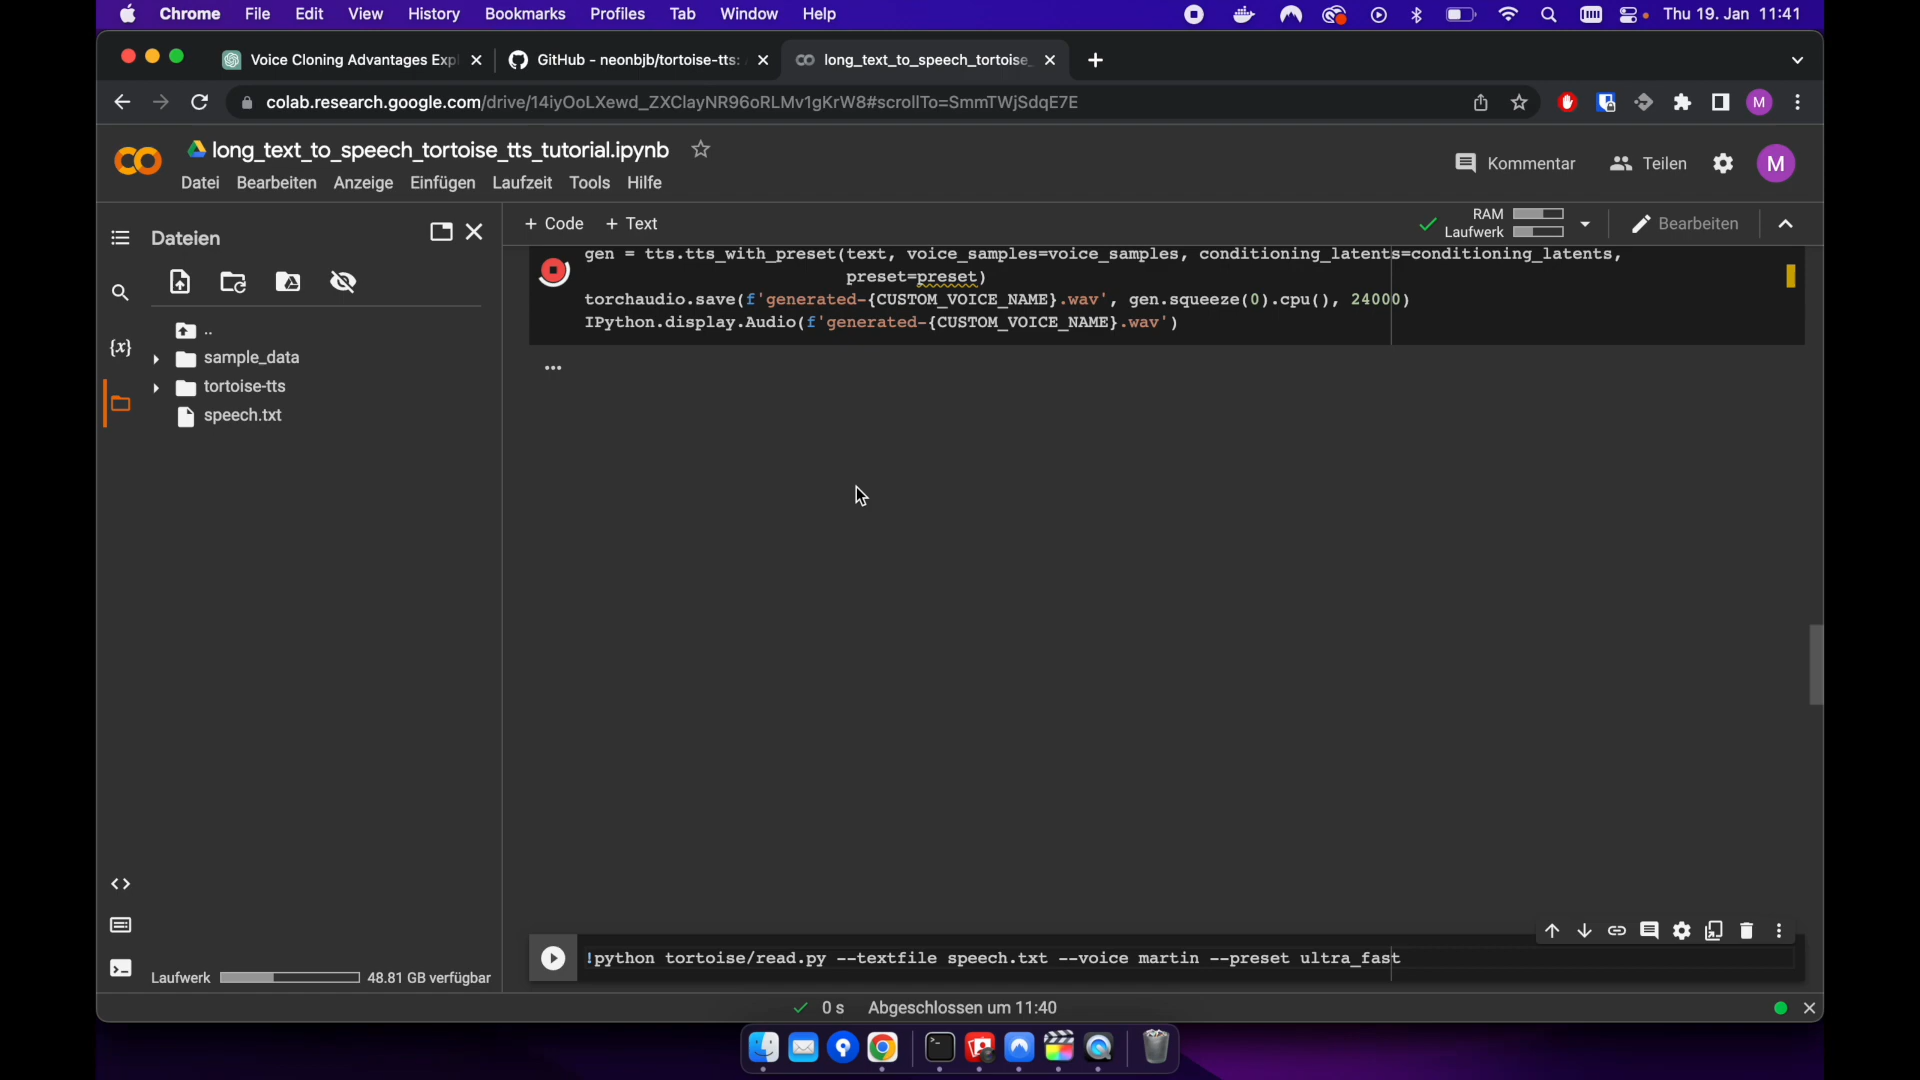 Chrome File Edit View History Bookmarks Profiles Tab Window Help Thu 19. Jan 11:41
Voice Cloning Advantages Expl GitHub - neonbjb/tortoise-tts: long_text_to_speech_tortoise_
colab.research.google.com/drive/14iyOoLXewd_ZXClayNR96oRLMv1gKrW8#scrollTo=SmmTWjSdqE7E M
long_text_to_speech_tortoise_tts_tutorial.ipynb
Kommentar Teilen M
Datei Bearbeiten Anzeige Einfügen Laufzeit Tools Hilfe
Dateien
+ Code + Text
RAM
Laufwerk
Bearbeiten
..
sample_data
tortoise-tts
speech.txt
{x}
gen = tts.tts_with_preset(text, voice_samples=voice_samples, conditioning_latents=conditioning_latents,
preset=preset)
torchaudio.save(f'generated-{CUSTOM_VOICE_NAME}.wav', gen.squeeze(0).cpu(), 24000)
IPython.display.Audio(f'generated-{CUSTOM_VOICE_NAME}.wav')
!python tortoise/read.py --textfile speech.txt --voice martin --preset ultra_fast
Laufwerk 48.81 GB verfügbar
0 s Abgeschlossen um 11:40